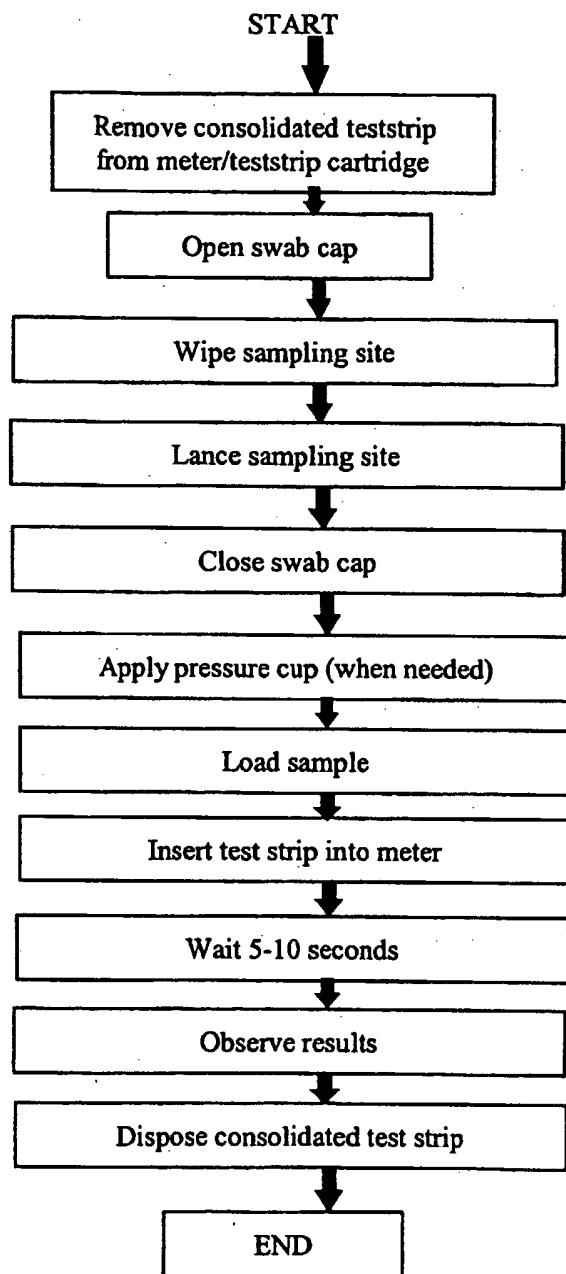 START
Remove consolidated teststrip
from meter/teststrip cartridge
Open swab cap
Wipe sampling site
Lance sampling site
Close swab cap
Apply pressure cup (when needed)
Load sample
Insert test strip into meter
Wait 5-10 seconds
Observe results
Dispose consolidated test strip
END